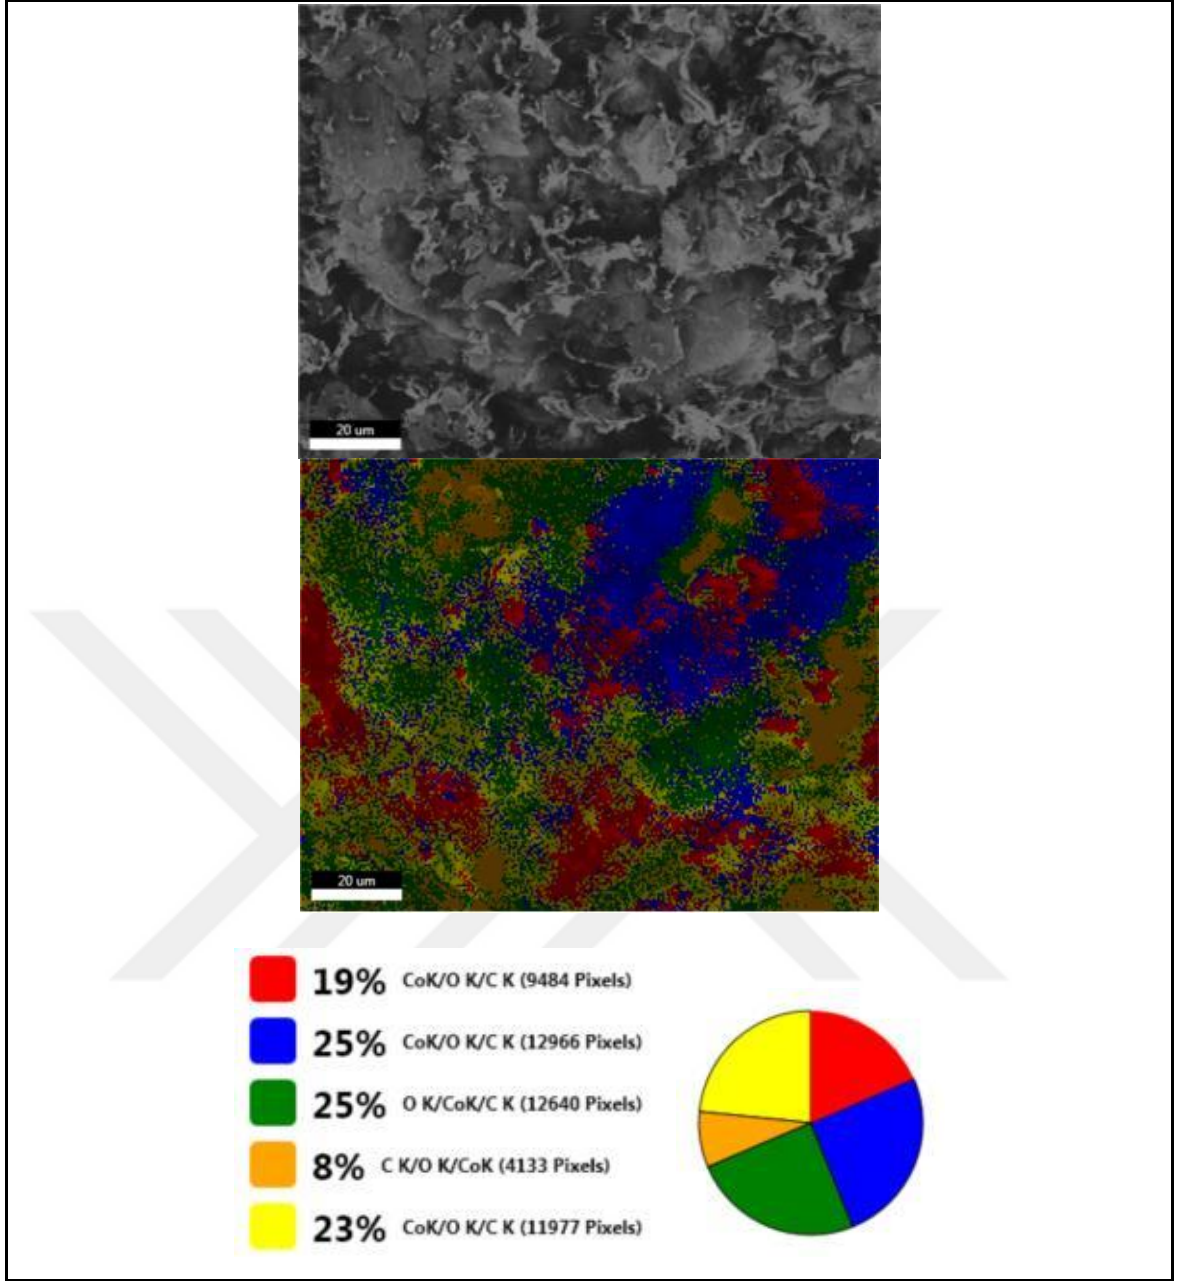 20 um
20 um
19% CoK/O K/C K (9484 Pixels)
25% CoK/O K/C K (12966 Pixels)
25% O K/CoK/C K (12640 Pixels)
8% C K/O K/CoK (4133 Pixels)
23% CoK/O K/C K (11977 Pixels)